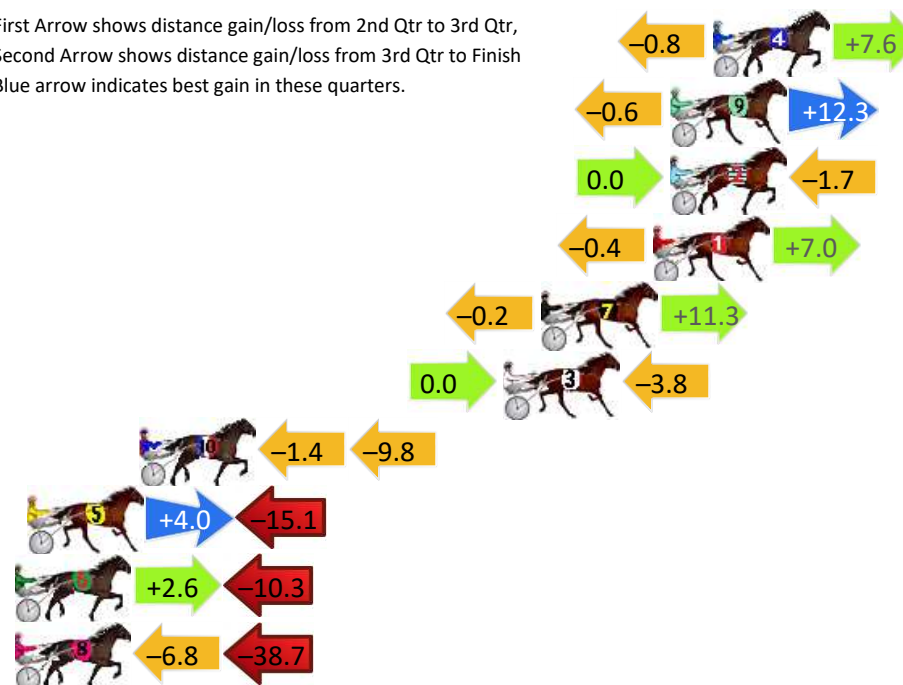 First Arrow shows distance gain/loss from 2nd Qtr to 3rd Qtr,
Second Arrow shows distance gain/loss from 3rd Qtr to Finish
Blue arrow indicates best gain in these quarters.
–0.8 4 +7.6
–0.6 9 +12.3
0.0 2 –1.7
–0.4 1 +7.0
–0.2 7 +11.3
0.0 3 –3.8
10 –1.4 –9.8
5 +4.0 –15.1
6 +2.6 –10.3
8 –6.8 –38.7